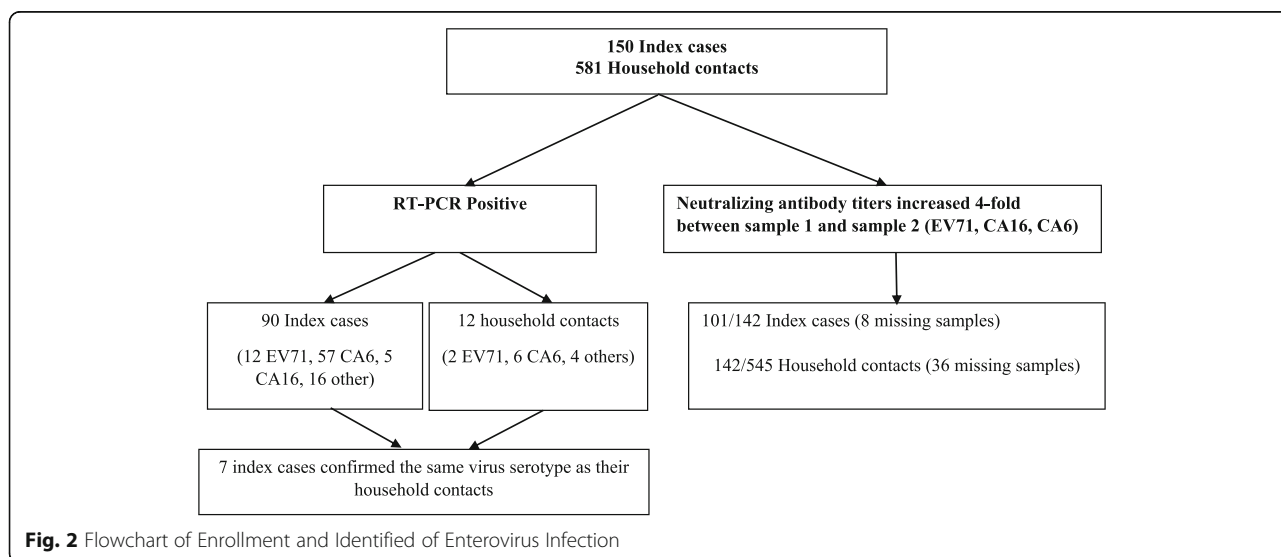 150 Index cases
581 Household contacts
RT-PCR Positive
Neutralizing antibody titers increased 4-fold
between sample 1 and sample 2 (EV71, CA16, CA6)
90 Index cases
(12 EV71, 57 CA6, 5
CA16, 16 other)
12 household contacts
(2 EV71, 6 CA6, 4 others)
101/142 Index cases (8 missing samples)
142/545 Household contacts (36 missing samples)
7 index cases confirmed the same virus serotype as their
household contacts
Fig. 2 Flowchart of Enrollment and Identified of Enterovirus Infection